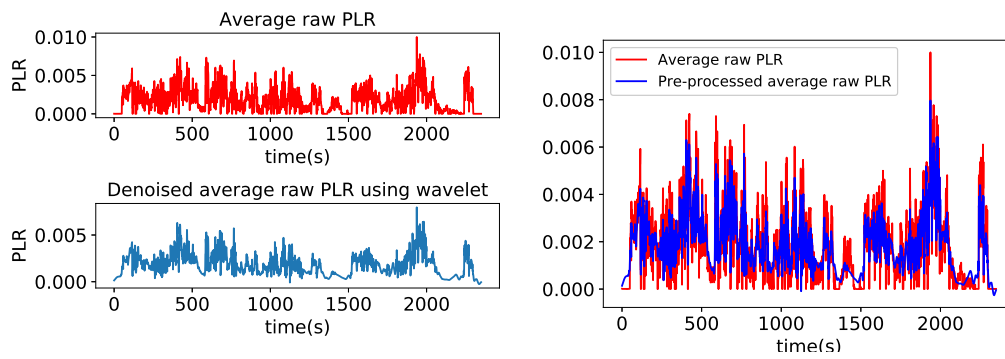 Average raw PLR
PLR
0.010
0.005
0.000
0 500 1000 1500 2000
time(s)
Denoised average raw PLR using wavelet
PLR
0.005
0.000
0 500 1000 1500 2000
time(s)
0.010
0.008
0.006
0.004
0.002
0.000
Average raw PLR
Pre-processed average raw PLR
0 500 1000 1500 2000
time(s)